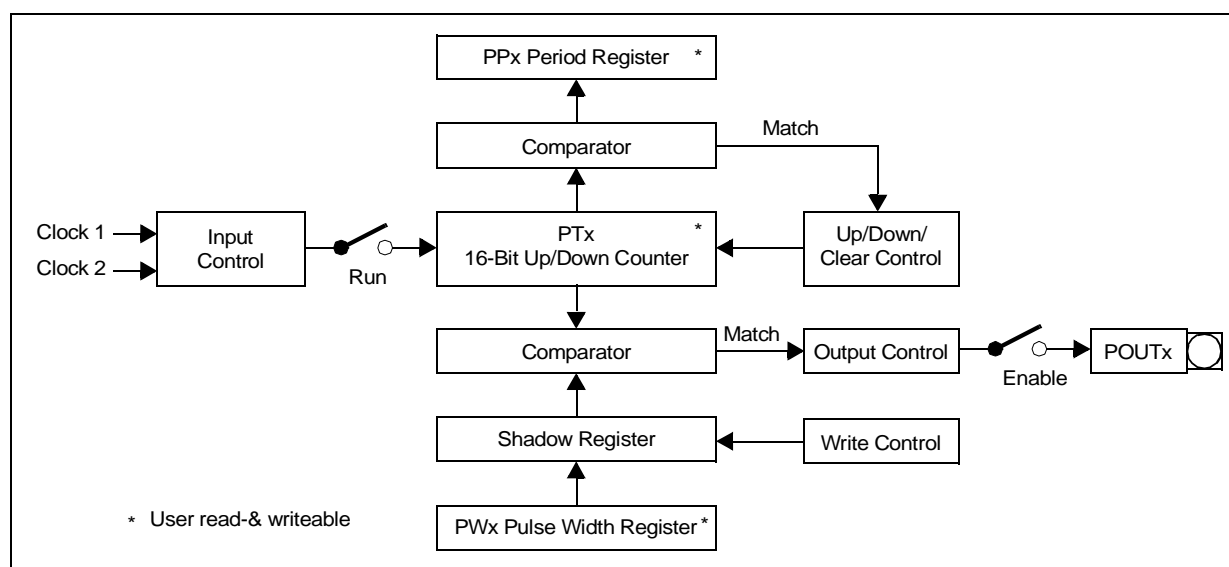 PPx Period Register *
Comparator
Match
Clock 1
Clock 2
Input
Control
Run
PTx *
16-Bit Up/Down Counter
Up/Down/
Clear Control
Comparator
Match
Output Control
Enable
POUTx
Shadow Register
Write Control
PWx Pulse Width Register *
* User read-& writeable